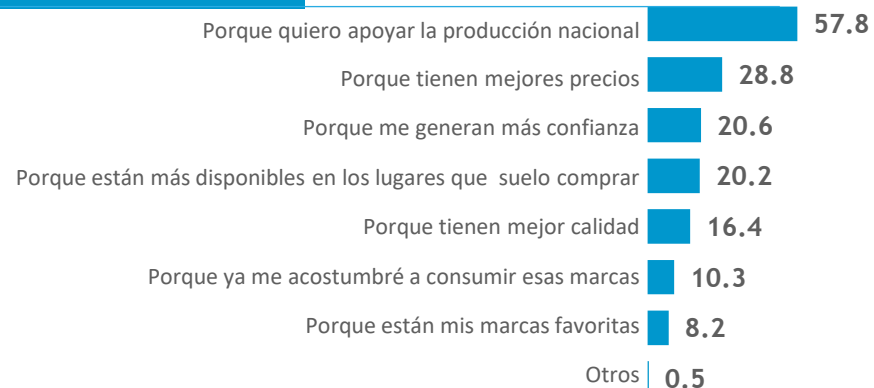 Porque quiero apoyar la producción nacional 57.8
Porque tienen mejores precios 28.8
Porque me generan más confianza 20.6
Porque están más disponibles en los lugares que suelo comprar 20.2
Porque tienen mejor calidad 16.4
Porque ya me acostumbré a consumir esas marcas 10.3
Porque están mis marcas favoritas 8.2
Otros 0.5